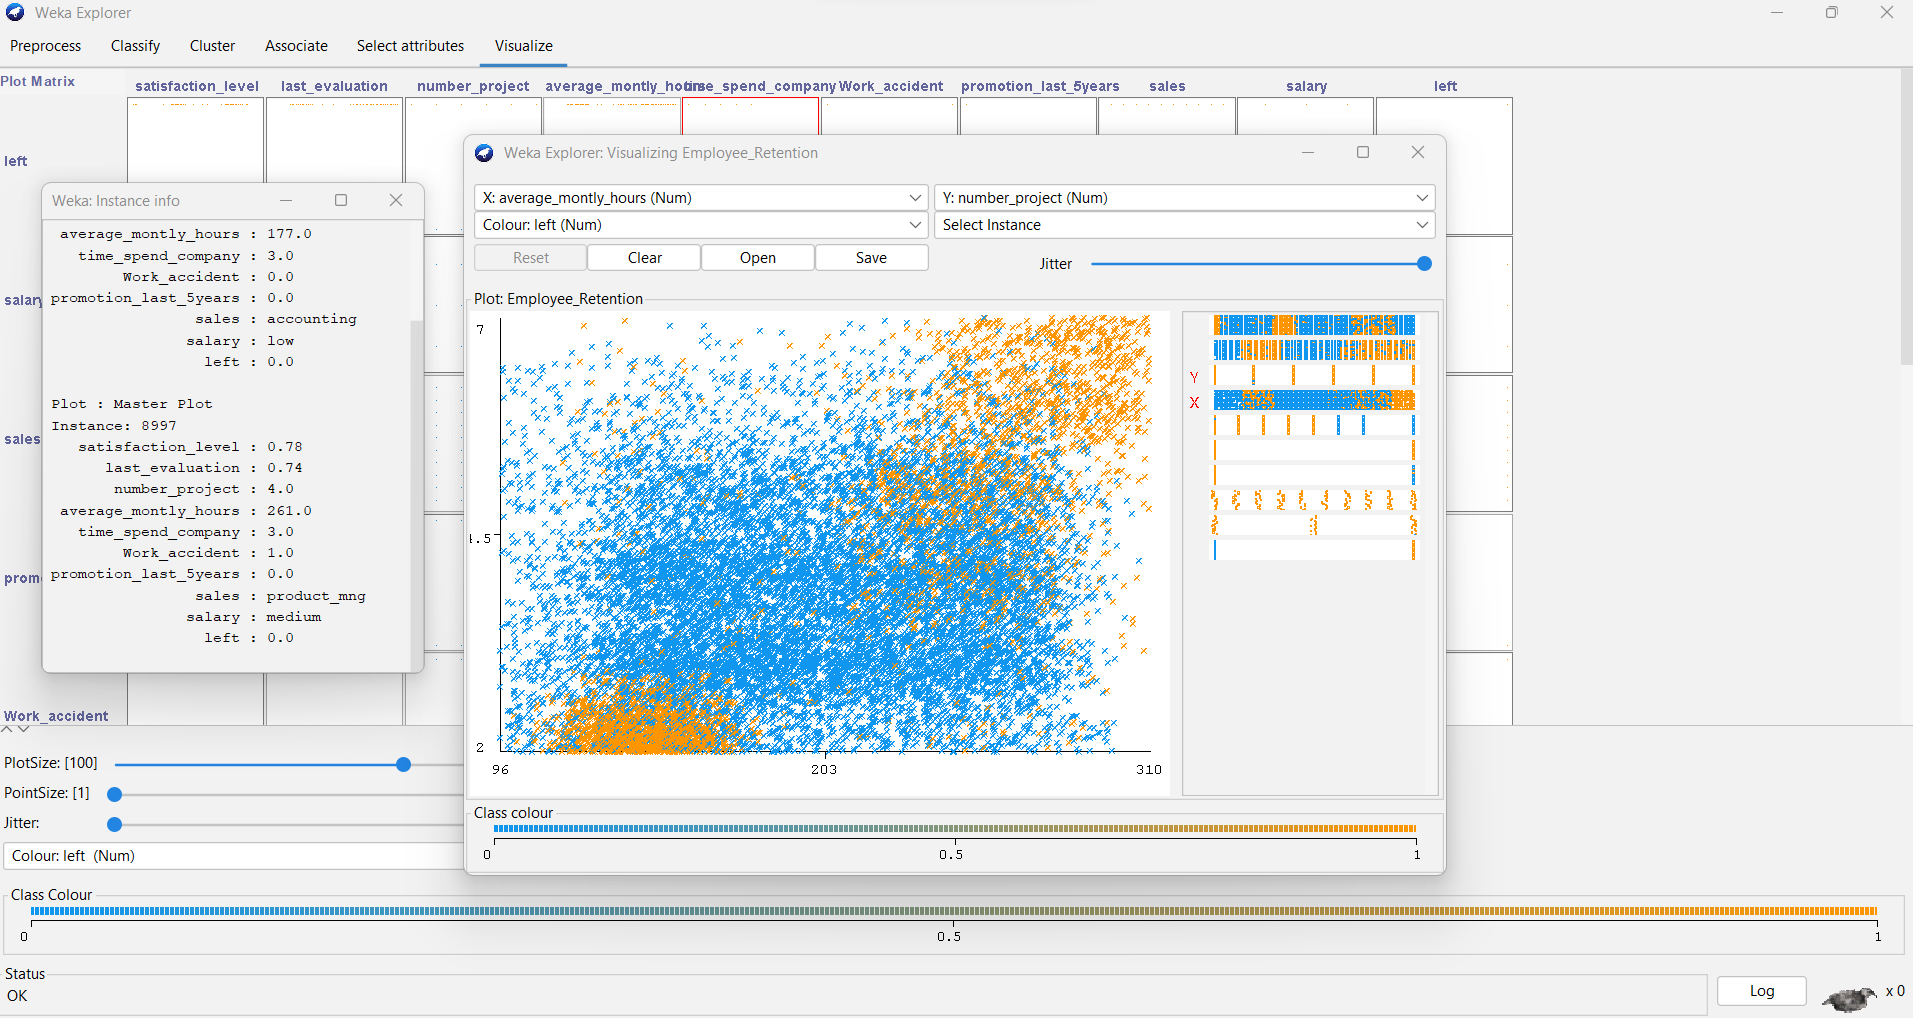 Weka Explorer
Preprocess Classify Cluster Associate Select attributes Visualize
Plot Matrix
satisfaction_level last_evaluation number_project average_montly_hours time_spend_company Work_accident promotion_last_5years sales salary left
left
salary
sales
promo
Work_accident
Weka: Instance info
average_montly_hours : 177.0
time_spend_company : 3.0
Work_accident : 0.0
promotion_last_5years : 0.0
sales : accounting
salary : low
left : 0.0
Plot : Master Plot
Instance: 8997
satisfaction_level : 0.78
last_evaluation : 0.74
number_project : 4.0
average_montly_hours : 261.0
time_spend_company : 3.0
Work_accident : 1.0
promotion_last_5years : 0.0
sales : product_mng
salary : medium
left : 0.0
Weka Explorer: Visualizing Employee_Retention
X: average_montly_hours (Num) Y: number_project (Num)
Colour: left (Num) Select Instance
Reset Clear Open Save Jitter
Plot: Employee_Retention
7
4.5
2
96 203 310
Y
X
Class colour
0 0.5 1
PlotSize: [100]
PointSize: [1]
Jitter:
Colour: left (Num)
Class Colour
0 0.5 1
Status
OK
Log x 0